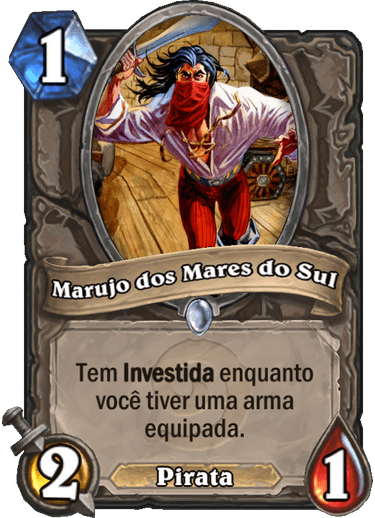 1
Marujo dos Mares do Sul
Tem Investida enquanto
você tiver uma arma
equipada.
2
Pirata
1